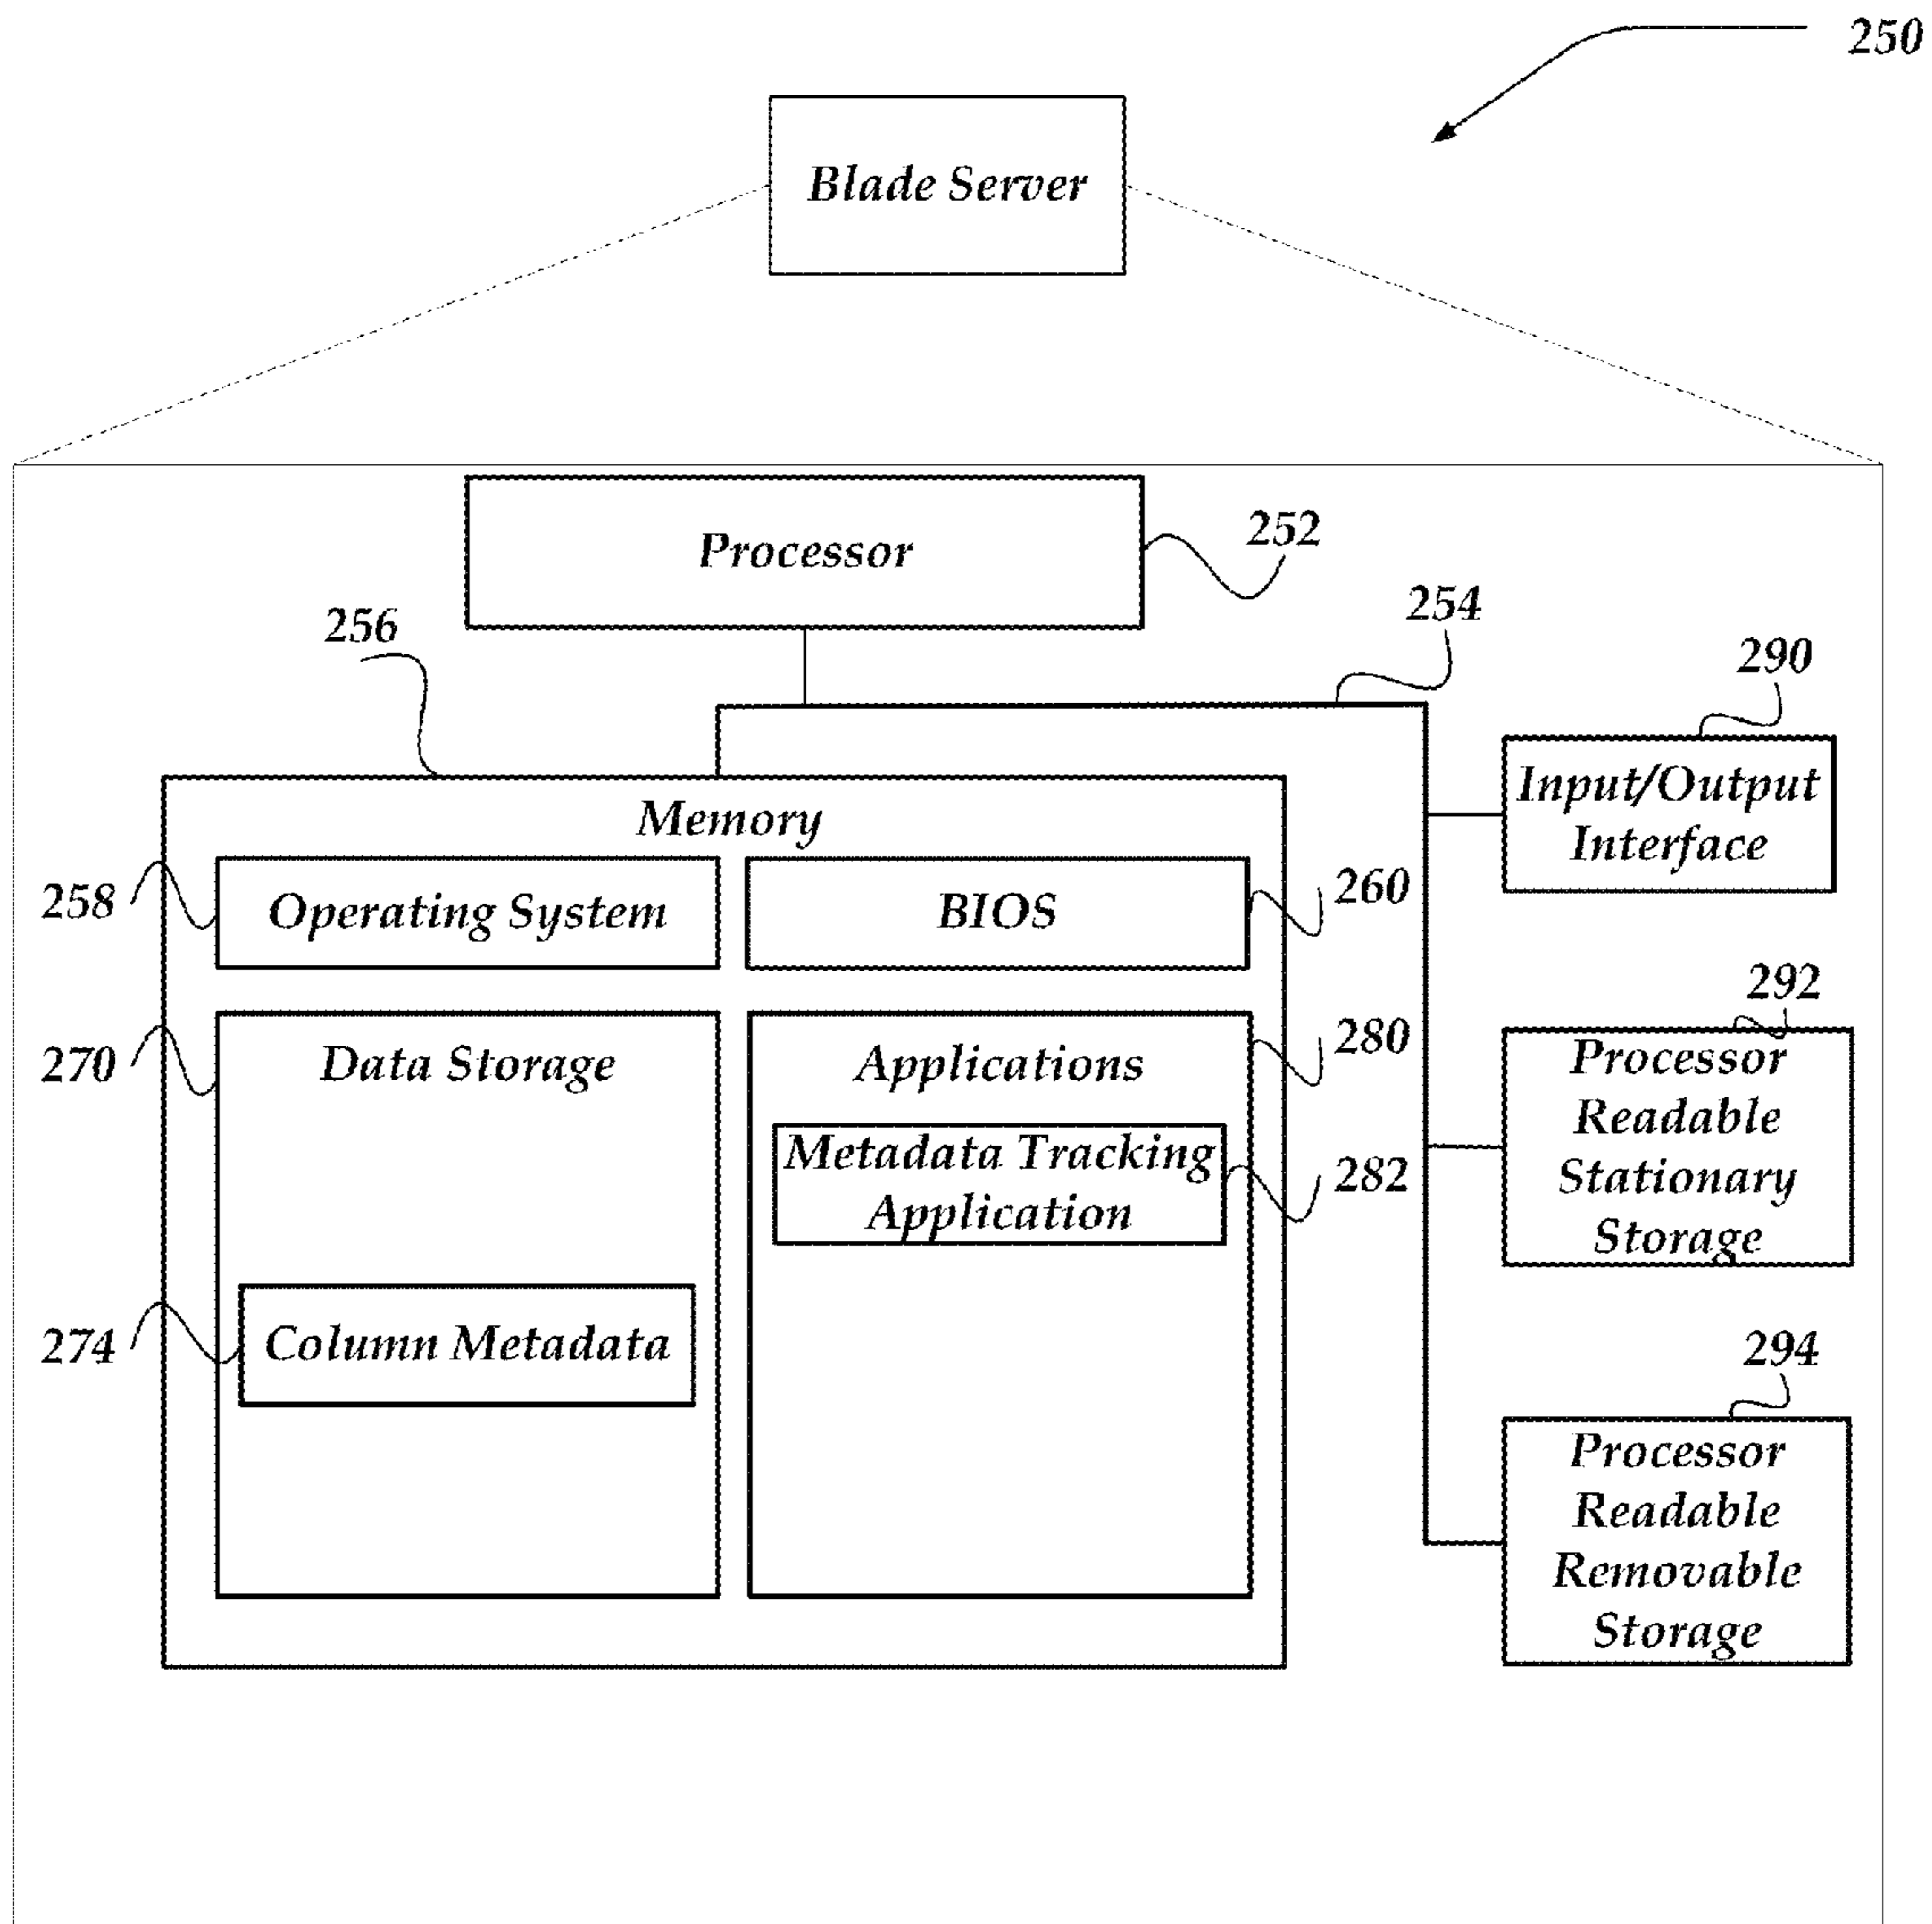 250
Blade Server
Processor
252
254
256
290
Input/Output
Interface
Memory
258
Operating System
BIOS
260
292
Processor
Readable
Stationary
Storage
270
Data Storage
Applications
280
Metadata Tracking
Application
282
274
Column Metadata
294
Processor
Readable
Removable
Storage